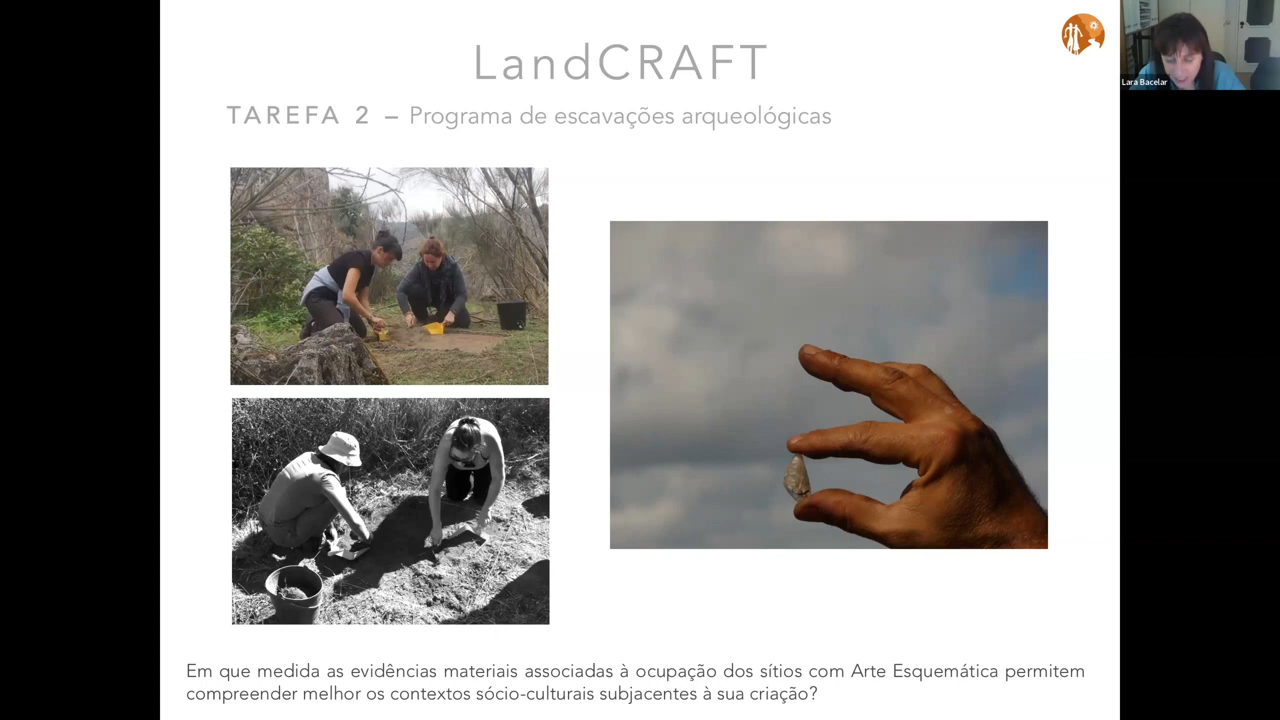 LandCRAFT
TAREFA 2 – Programa de escavações arqueológicas
Lara Bacelar
Em que medida as evidências materiais associadas à ocupação dos sítios com Arte Esquemática permitem
compreender melhor os contextos sócio-culturais subjacentes à sua criação?